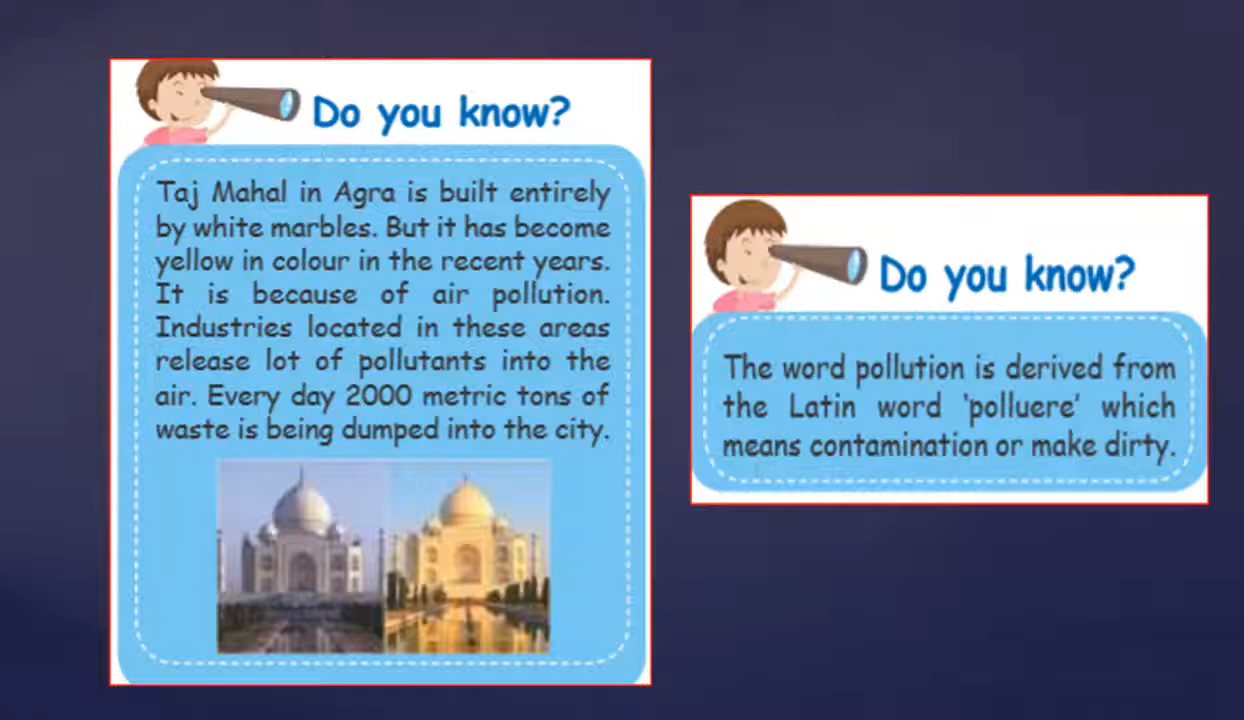 Do you know?
Taj Mahal in Agra is built entirely
by white marbles. But it has become
yellow in colour in the recent years.
It is because of air pollution.
Industries located in these areas
release lot of pollutants into the
air. Every day 2000 metric tons of
waste is being dumped into the city.
Do you know?
The word pollution is derived from
the Latin word 'polluere' which
means contamination or make dirty.